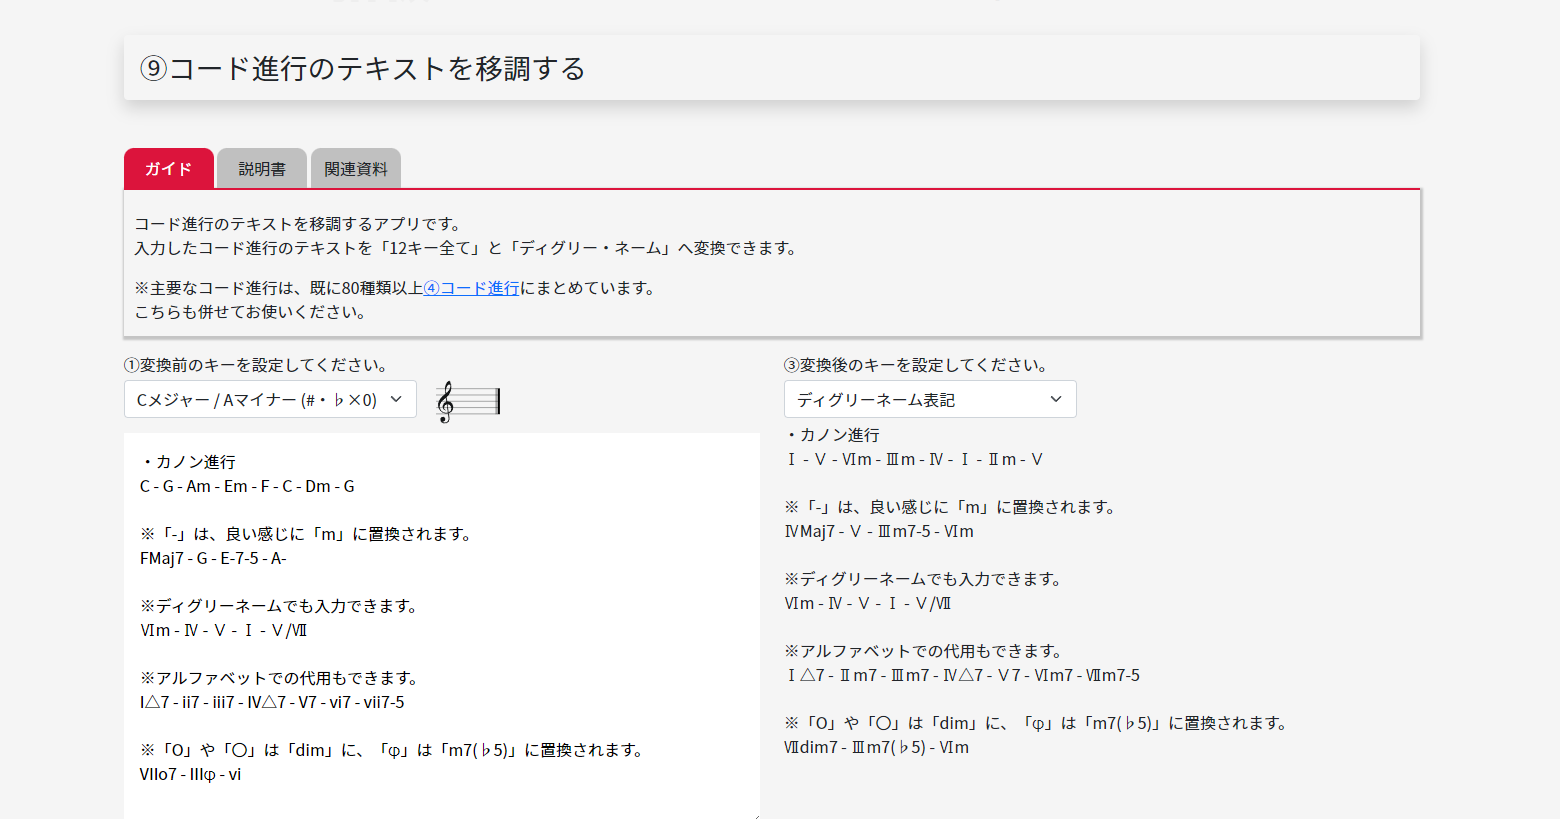 ⑨コード進行のテキストを移調する
ガイド
説明書
関連資料
コード進行のテキストを移調するアプリです。
入力したコード進行のテキストを「12キー全て」と「ディグリー・ネーム」へ変換できます。
※主要なコード進行は、既に80種類以上④コード進行にまとめています。
こちらも併せてお使いください。
①変換前のキーを設定してください。
Cメジャー / Aマイナー (#・♭×0)
・カノン進行
C - G - Am - Em - F - C - Dm - G
※「-」は、良い感じに「m」に置換されます。
FMaj7 - G - E-7-5 - A-
※ディグリーネームでも入力できます。
Ⅵm - Ⅳ - Ⅴ - Ⅰ - Ⅴ/Ⅶ
※アルファベットでの代用もできます。
I△7 - ii7 - iii7 - IV△7 - V7 - vi7 - vii7-5
※「O」や「〇」は「dim」に、「φ」は「m7(♭5)」に置換されます。
VIIo7 - IIIφ - vi
③変換後のキーを設定してください。
ディグリーネーム表記
・カノン進行
Ⅰ - Ⅴ - Ⅵm - Ⅲm - Ⅳ - Ⅰ - Ⅱm - Ⅴ
※「-」は、良い感じに「m」に置換されます。
ⅣMaj7 - Ⅴ - Ⅲm7-5 - Ⅵm
※ディグリーネームでも入力できます。
Ⅵm - Ⅳ - Ⅴ - Ⅰ - Ⅴ/Ⅶ
※アルファベットでの代用もできます。
Ⅰ△7 - Ⅱm7 - Ⅲm7 - Ⅳ△7 - Ⅴ7 - Ⅵm7 - Ⅶm7-5
※「O」や「〇」は「dim」に、「φ」は「m7(♭5)」に置換されます。
Ⅶdim7 - Ⅲm7(♭5) - Ⅵm